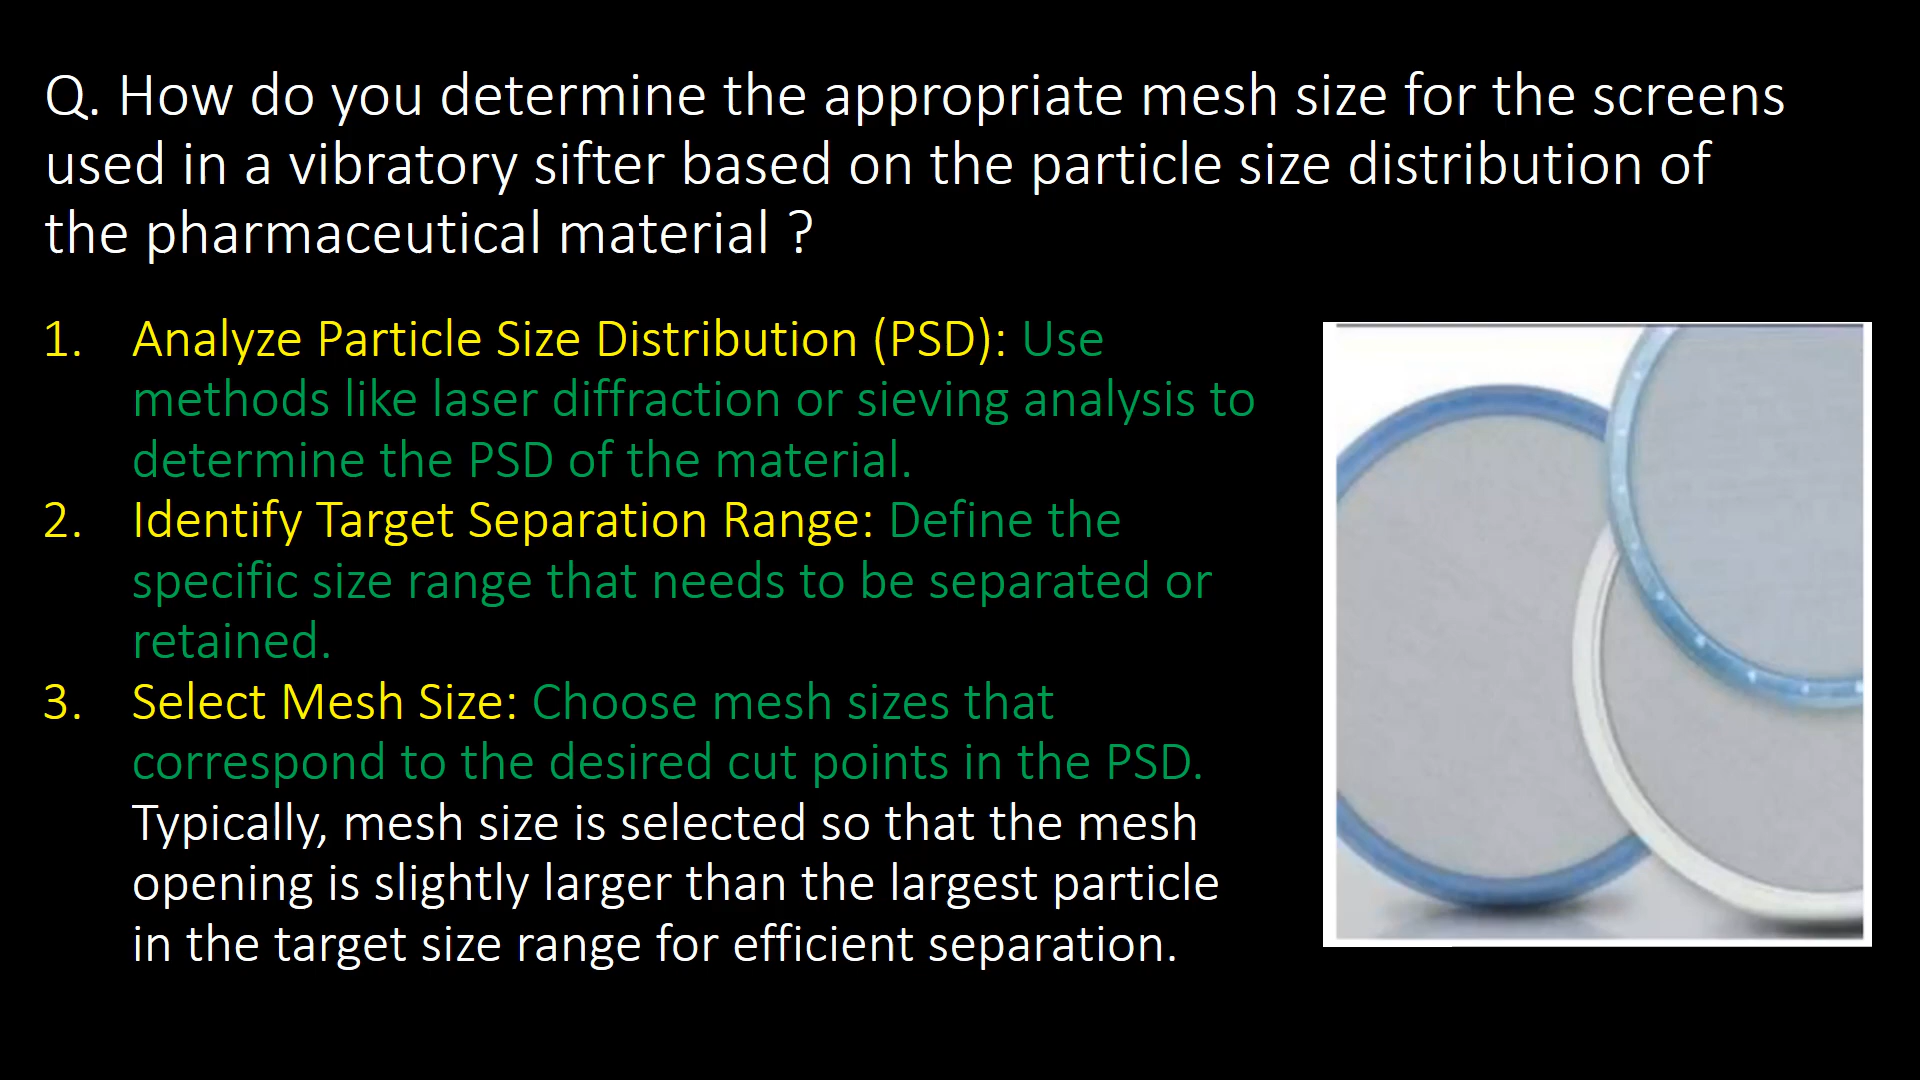 Q. How do you determine the appropriate mesh size for the screens
used in a vibratory sifter based on the particle size distribution of
the pharmaceutical material ?
1. Analyze Particle Size Distribution (PSD): Use
methods like laser diffraction or sieving analysis to
determine the PSD of the material.
2. Identify Target Separation Range: Define the
specific size range that needs to be separated or
retained.
3. Select Mesh Size: Choose mesh sizes that
correspond to the desired cut points in the PSD.
Typically, mesh size is selected so that the mesh
opening is slightly larger than the largest particle
in the target size range for efficient separation.